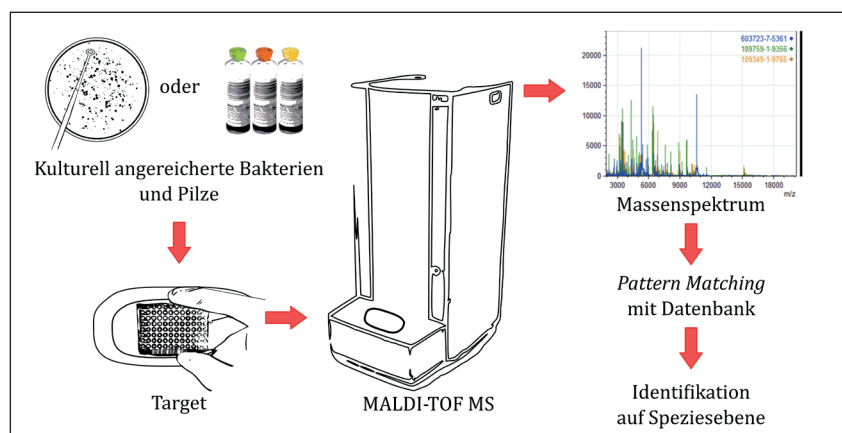 oder
Kulturell angereicherte Bakterien
und Pilze
Target
MALDI-TOF MS
603723-7-5361
109759-1-9356
109349-1-9765
20000
15000
10000
5000
0
3000
6000
9000
12000
15000
18000
m/z
Massenspektrum
Pattern Matching
mit Datenbank
Identifikation
auf Speziesebene